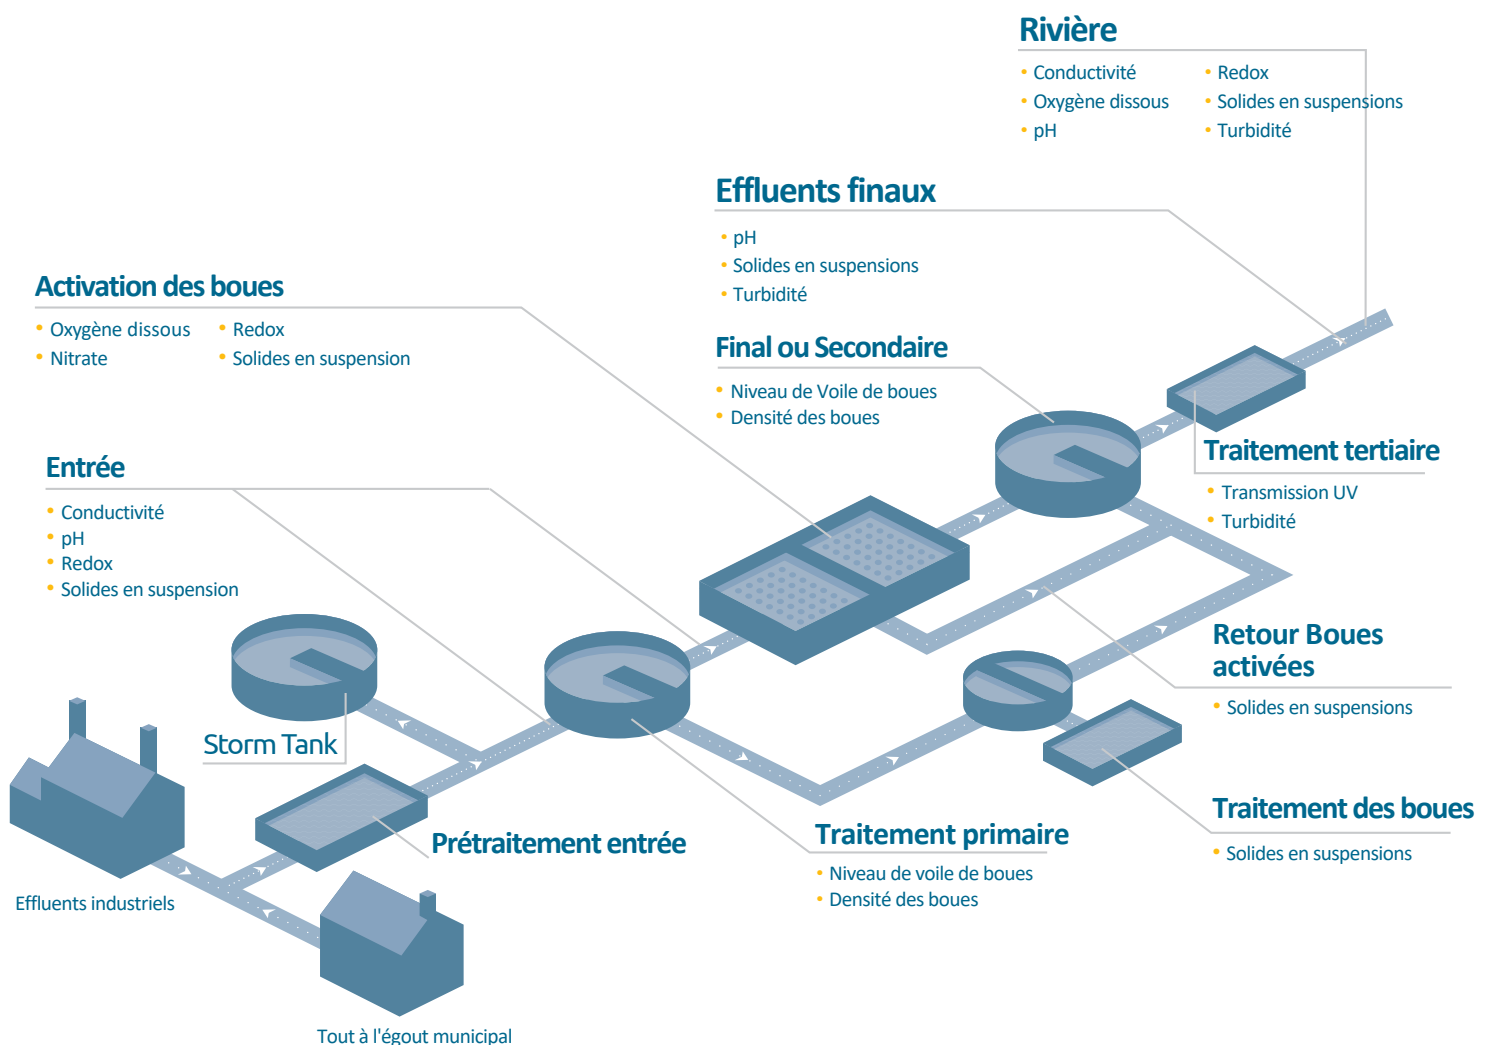 Rivière
• Conductivité
• Oxygène dissous
• pH
• Redox
• Solides en suspensions
• Turbidité
Effluents finaux
• pH
• Solides en suspensions
• Turbidité
Activation des boues
• Oxygène dissous
• Nitrate
• Redox
• Solides en suspension
Final ou Secondaire
• Niveau de Voile de boues
• Densité des boues
Entrée
• Conductivité
• pH
• Redox
• Solides en suspension
Traitement tertiaire
• Transmission UV
• Turbidité
Retour Boues
activées
• Solides en suspensions
Storm Tank
Prétraitement entrée
Traitement primaire
• Niveau de voile de boues
• Densité des boues
Traitement des boues
• Solides en suspensions
Effluents industriels
Tout à l'égout municipal